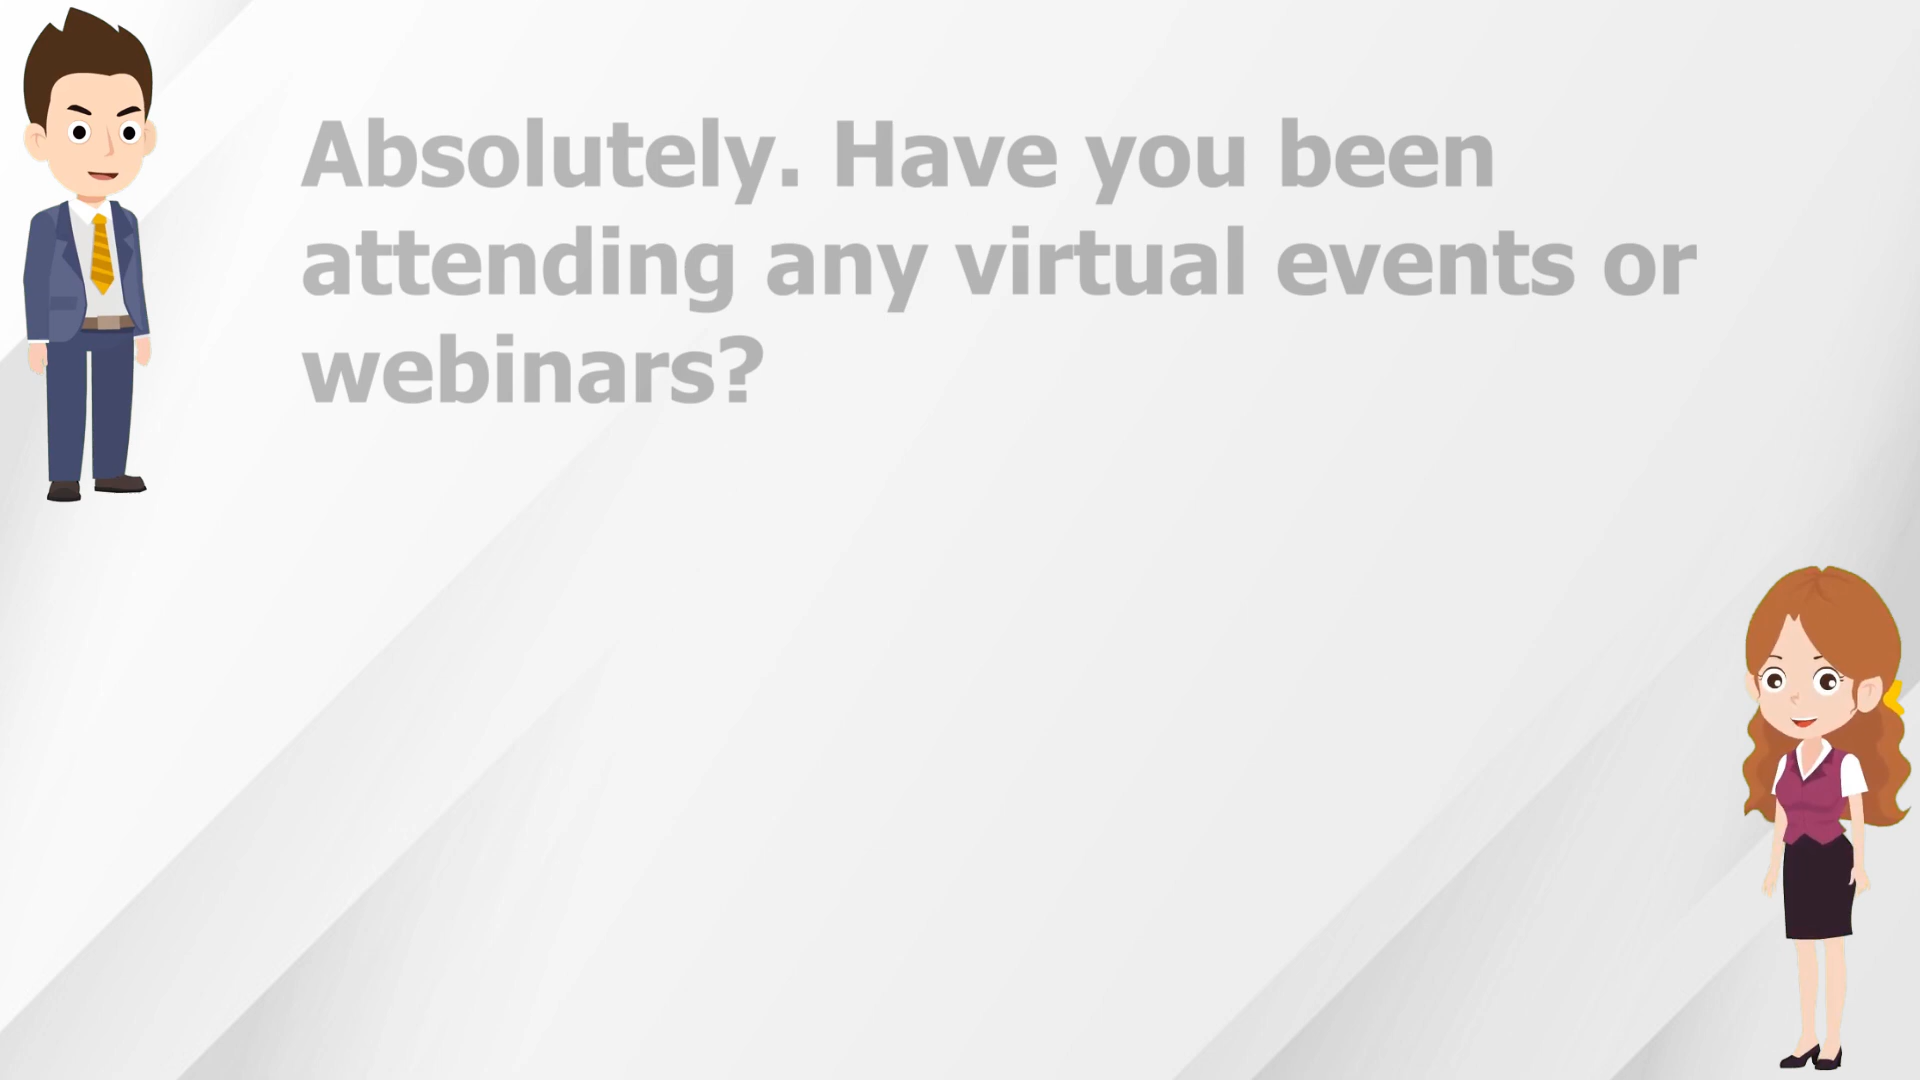 Absolutely. Have you been
attending any virtual events or
webinars?